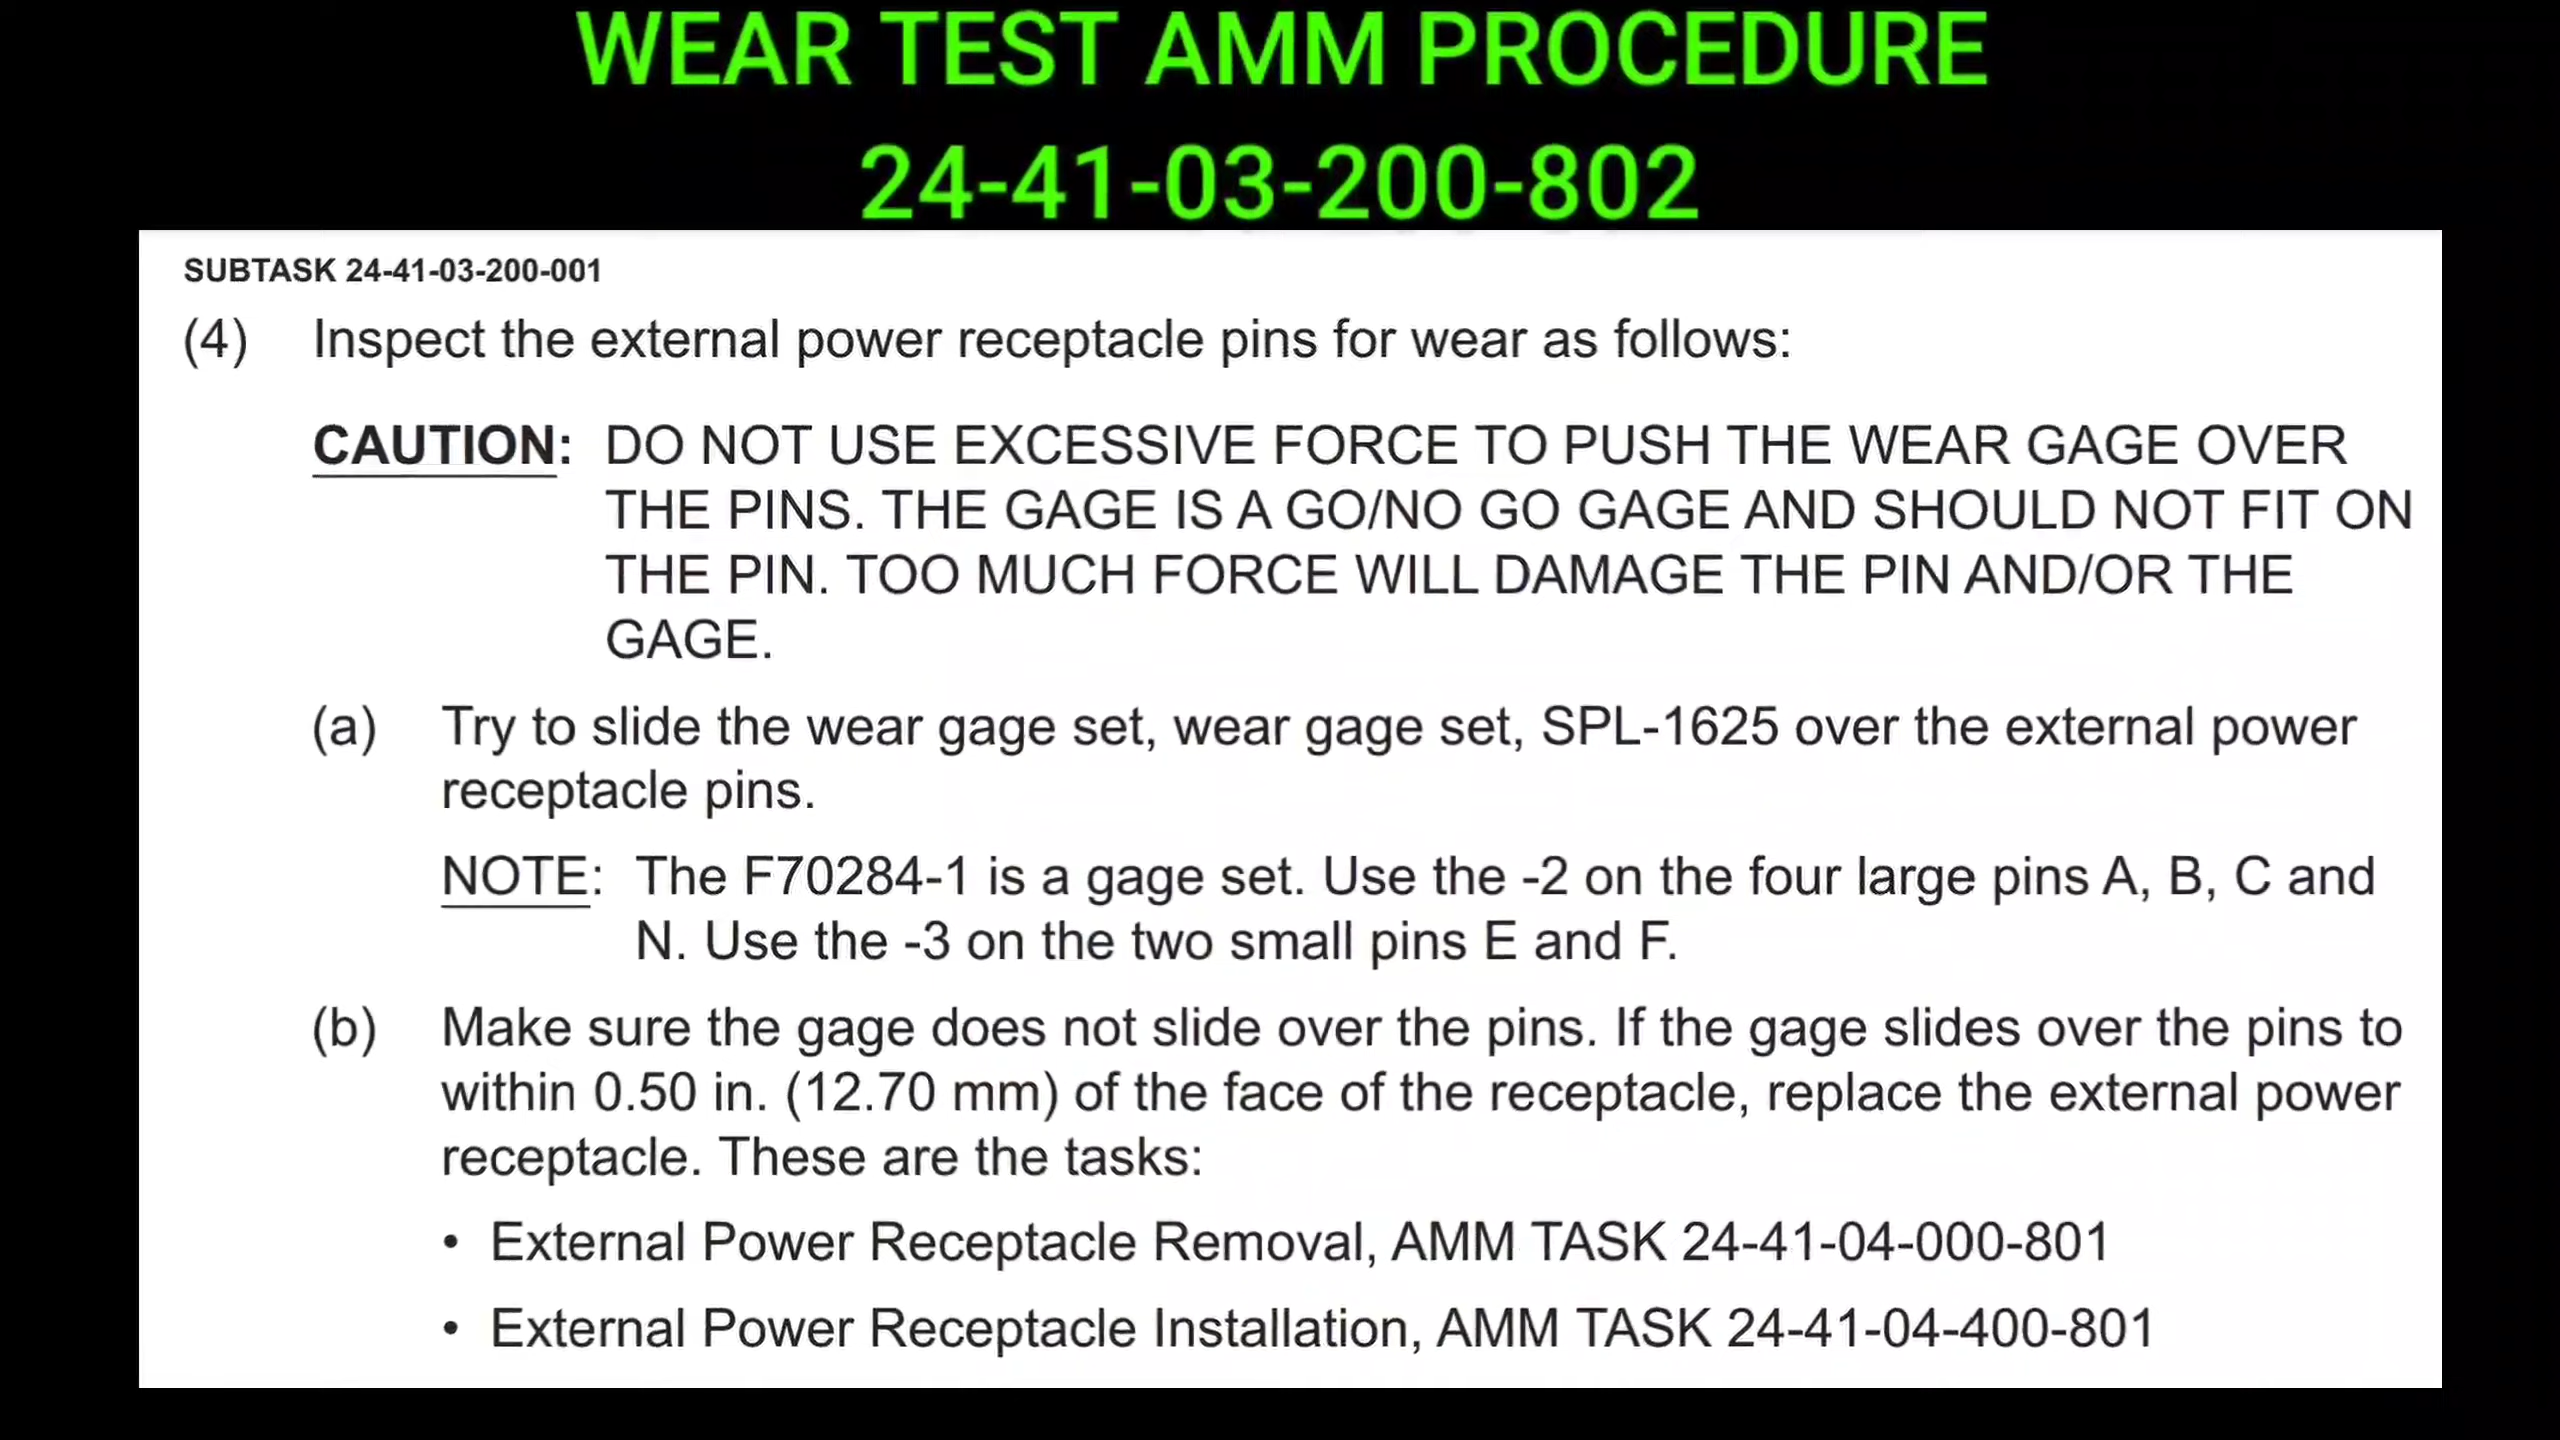 WEAR TEST AMM PROCEDURE
24-41-03-200-802
SUBTASK 24-41-03-200-001
(4) Inspect the external power receptacle pins for wear as follows:
CAUTION: DO NOT USE EXCESSIVE FORCE TO PUSH THE WEAR GAGE OVER
THE PINS. THE GAGE IS A GO/NO GO GAGE AND SHOULD NOT FIT ON
THE PIN. TOO MUCH FORCE WILL DAMAGE THE PIN AND/OR THE
GAGE.
(a) Try to slide the wear gage set, wear gage set, SPL-1625 over the external power
receptacle pins.
NOTE: The F70284-1 is a gage set. Use the -2 on the four large pins A, B, C and
N. Use the -3 on the two small pins E and F.
(b) Make sure the gage does not slide over the pins. If the gage slides over the pins to
within 0.50 in. (12.70 mm) of the face of the receptacle, replace the external power
receptacle. These are the tasks:
• External Power Receptacle Removal, AMM TASK 24-41-04-000-801
• External Power Receptacle Installation, AMM TASK 24-41-04-400-801